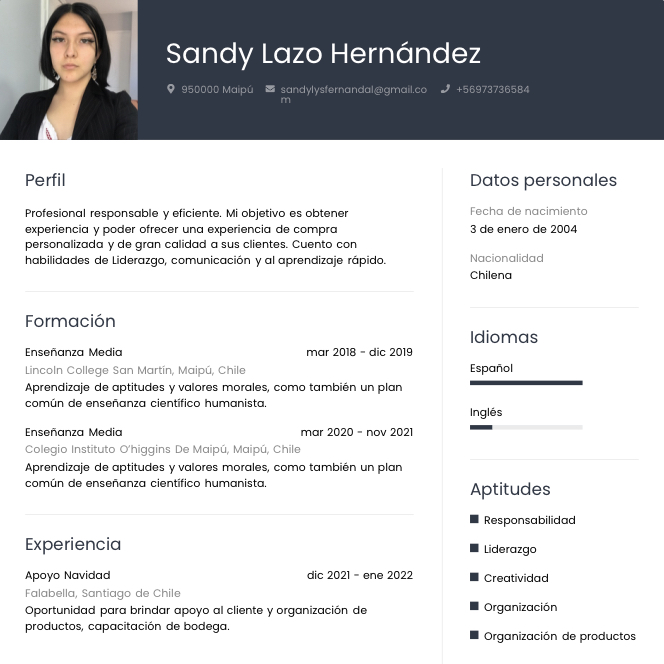 Sandy Lazo Hernández
950000 Maipú sandylysfernandal@gmail.co
m +56973736584
Perfil
Profesional responsable y eficiente. Mi objetivo es obtener
experiencia y poder ofrecer una experiencia de compra
personalizada y de gran calidad a sus clientes. Cuento con
habilidades de Liderazgo, comunicación y al aprendizaje rápido.
Formación
Enseñanza Media mar 2018 - dic 2019
Lincoln College San Martín, Maipú, Chile
Aprendizaje de aptitudes y valores morales, como también un plan
común de enseñanza científico humanista.
Enseñanza Media mar 2020 - nov 2021
Colegio Instituto O'higgins De Maipú, Maipú, Chile
Aprendizaje de aptitudes y valores morales, como también un plan
común de enseñanza científico humanista.
Experiencia
Apoyo Navidad dic 2021 - ene 2022
Falabella, Santiago de Chile
Oportunidad para brindar apoyo al cliente y organización de
productos, capacitación de bodega.
Datos personales
Fecha de nacimiento
3 de enero de 2004
Nacionalidad
Chilena
Idiomas
Español
Inglés
Aptitudes
Responsabilidad
Liderazgo
Creatividad
Organización
Organización de productos